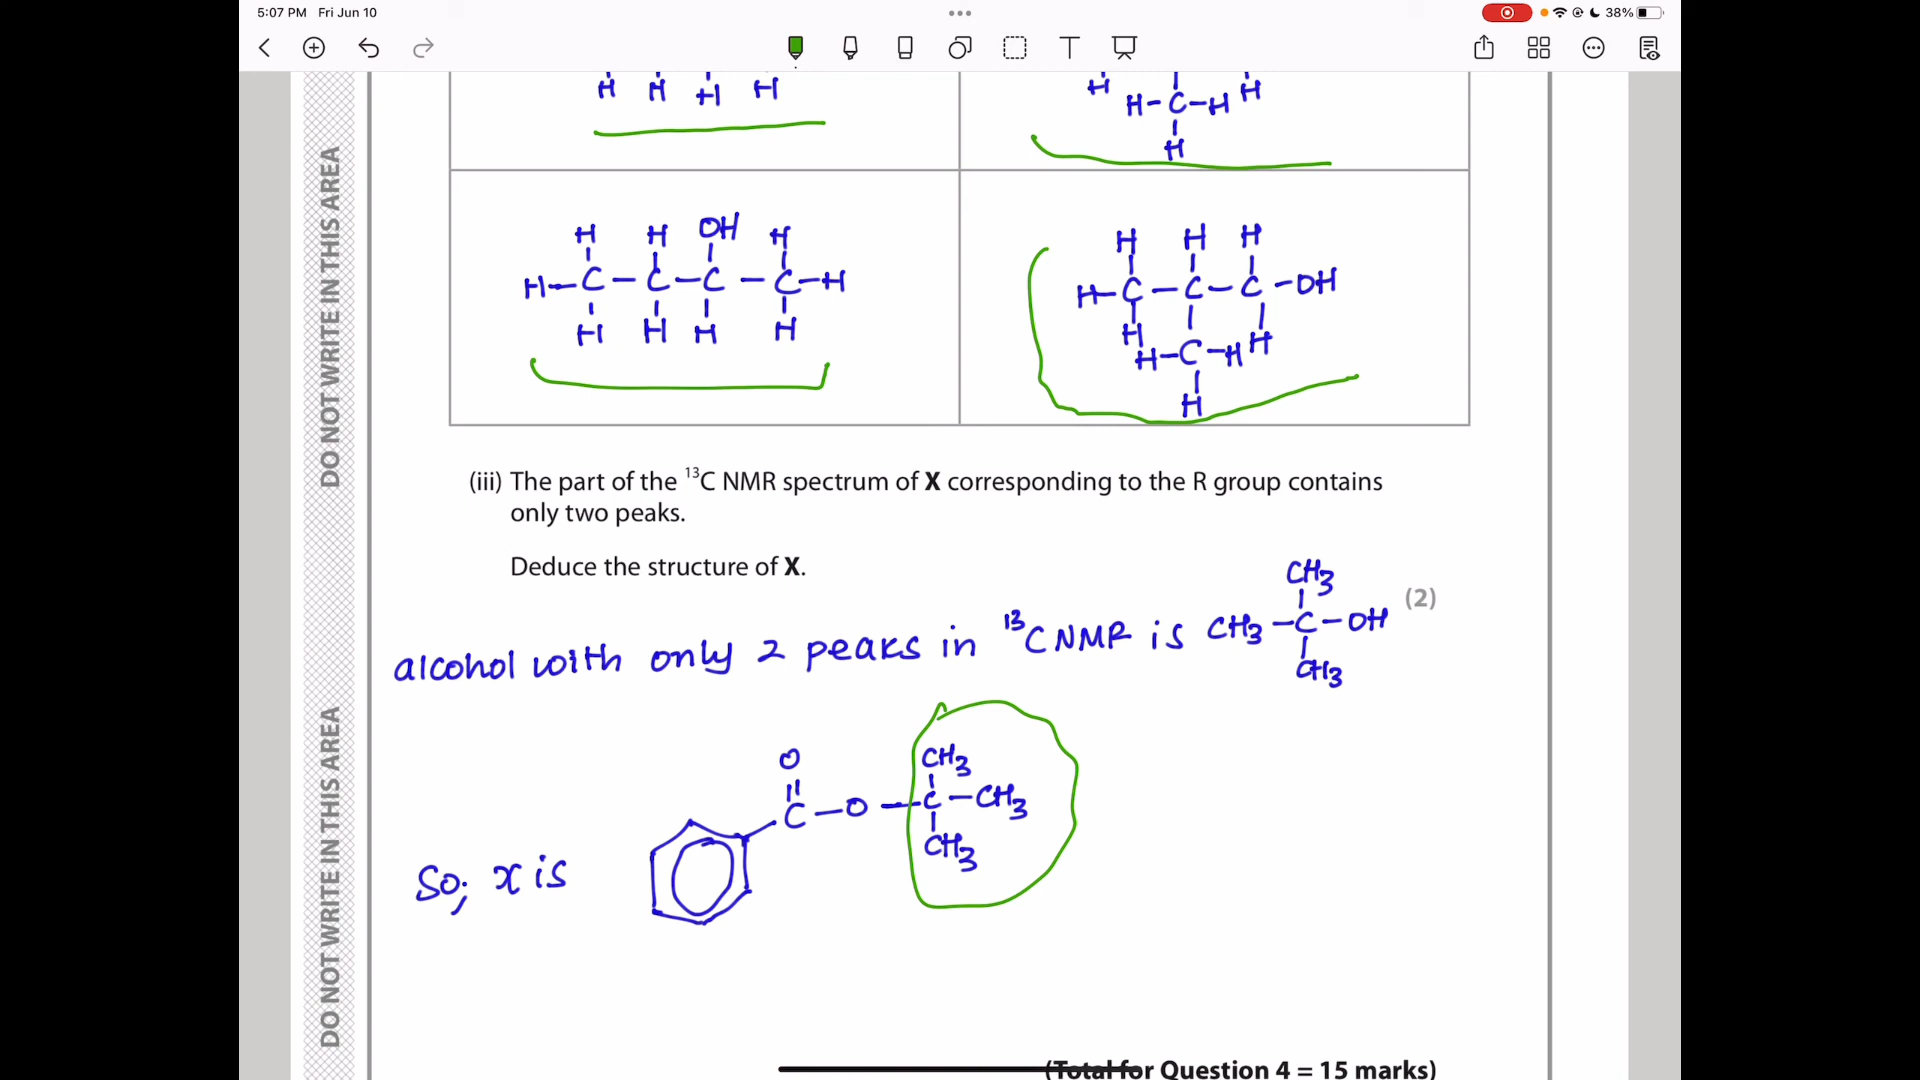 5:07 PM Fri Jun 10
38%
T
H H H H
H H
H-C-H
H
H H OH H
H-C-C-C-C-H
H H H H
H H H
H-C-C-C-OH
H H
H-C-H
H
(iii) The part of the ¹³C NMR spectrum of X corresponding to the R group contains
only two peaks.
Deduce the structure of X.
(2)
alcohol with only 2 peaks in ¹³C NMR is CH3-C-OH
CH3
CH3
O
C-O-C-CH3
CH3
CH3
So; x is
(Total for Question 4 = 15 marks)
DO NOT WRITE IN THIS AREA
DO NOT WRITE IN THIS AREA